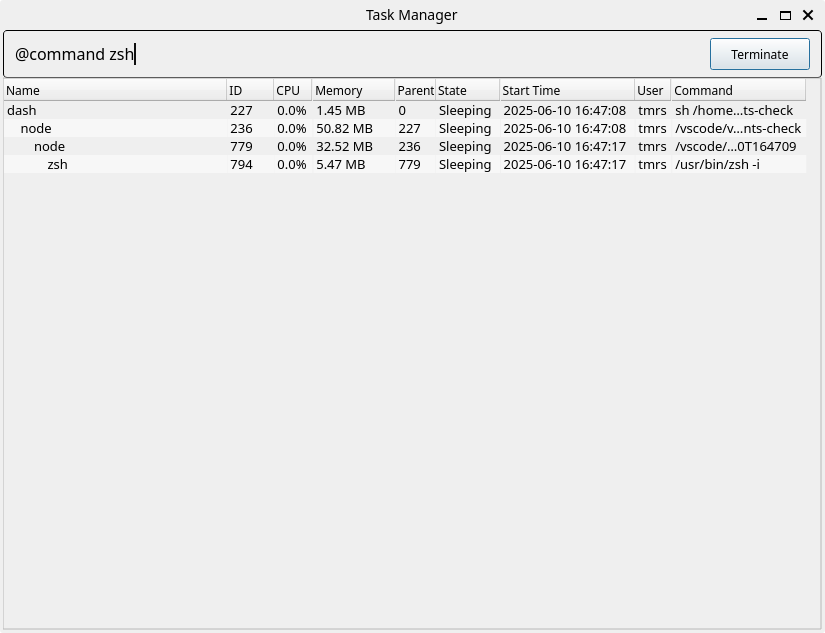 Task Manager
@command zsh
Terminate
Name ID CPU Memory Parent State Start Time User Command
dash 227 0.0% 1.45 MB 0 Sleeping 2025-06-10 16:47:08 tmrs sh /home...ts-check
node 236 0.0% 50.82 MB 227 Sleeping 2025-06-10 16:47:08 tmrs /vscode/v...nts-check
node 779 0.0% 32.52 MB 236 Sleeping 2025-06-10 16:47:17 tmrs /vscode/...0T164709
zsh 794 0.0% 5.47 MB 779 Sleeping 2025-06-10 16:47:17 tmrs /usr/bin/zsh -i